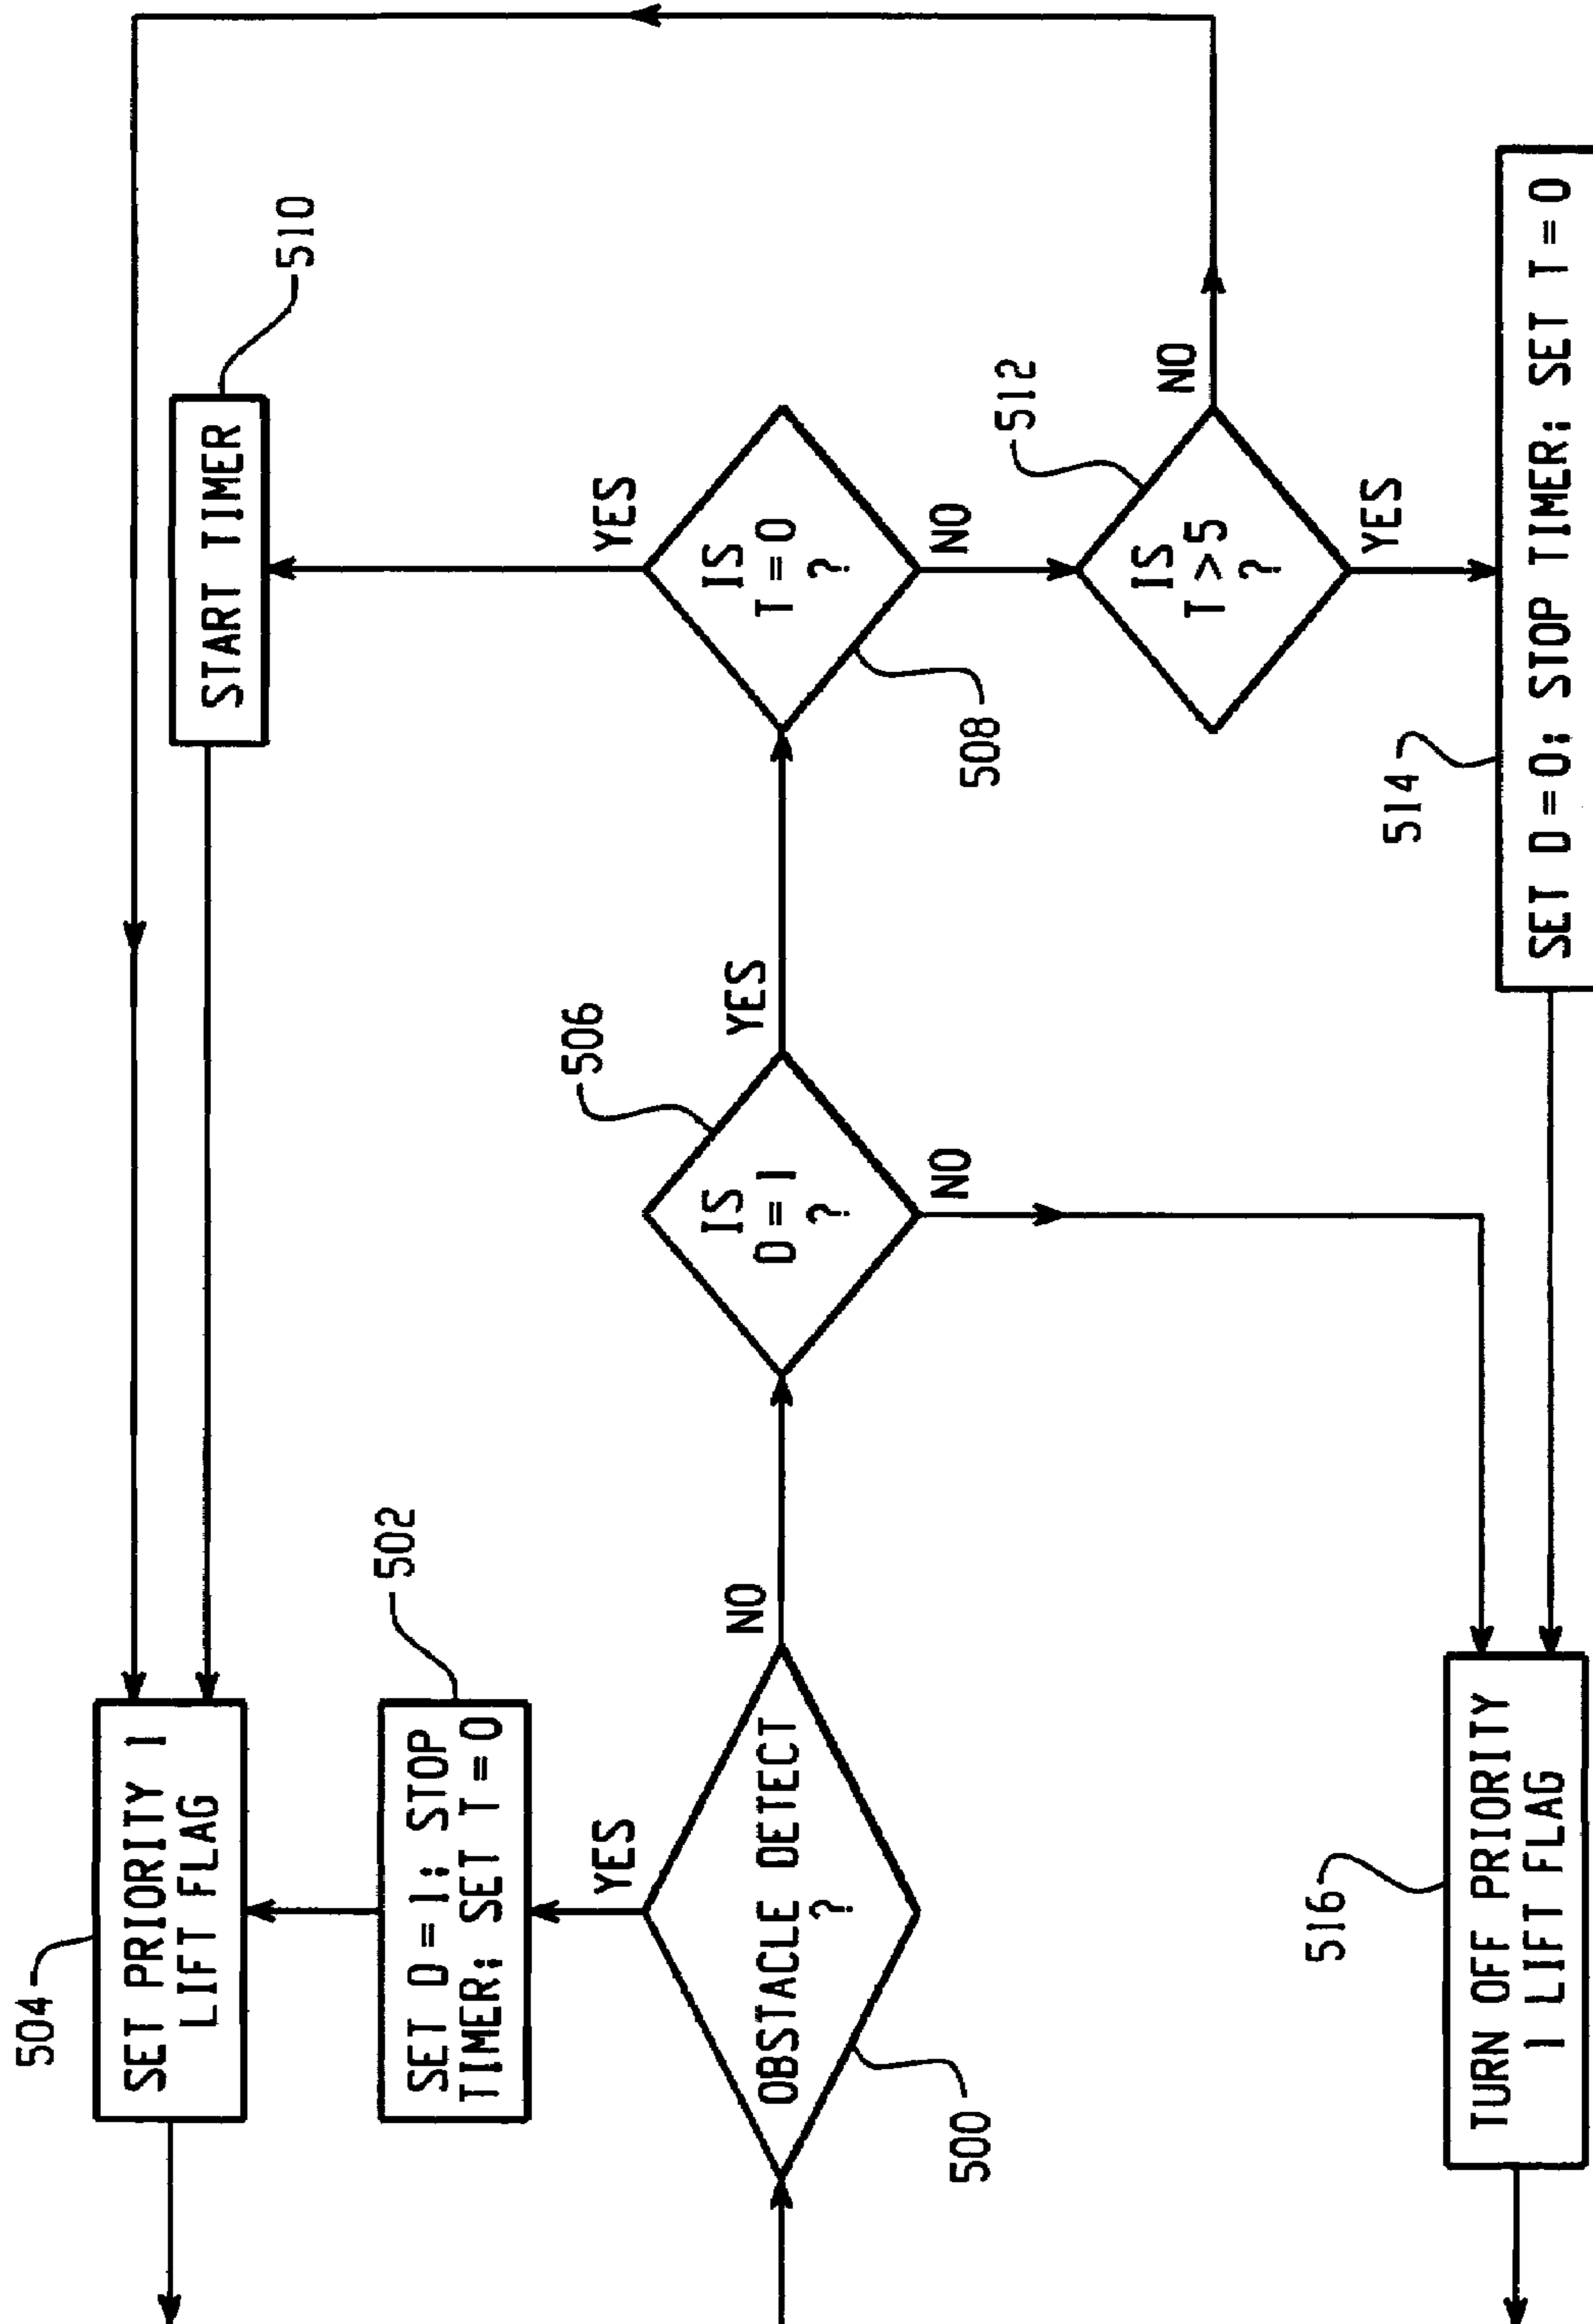 504
SET PRIORITY 1
LIFT FLAG
START TIMER
510
SET D=1; STOP
TIMER; SET T=0
502
YES
YES
OBSTACLE DETECT
?
500
NO
IS
D=1
?
506
YES
NO
IS
T=0
?
508
NO
IS
T>5
?
512
NO
YES
516
TURN OFF PRIORITY
1 LIFT FLAG
514
SET D=0; STOP TIMER; SET T=0